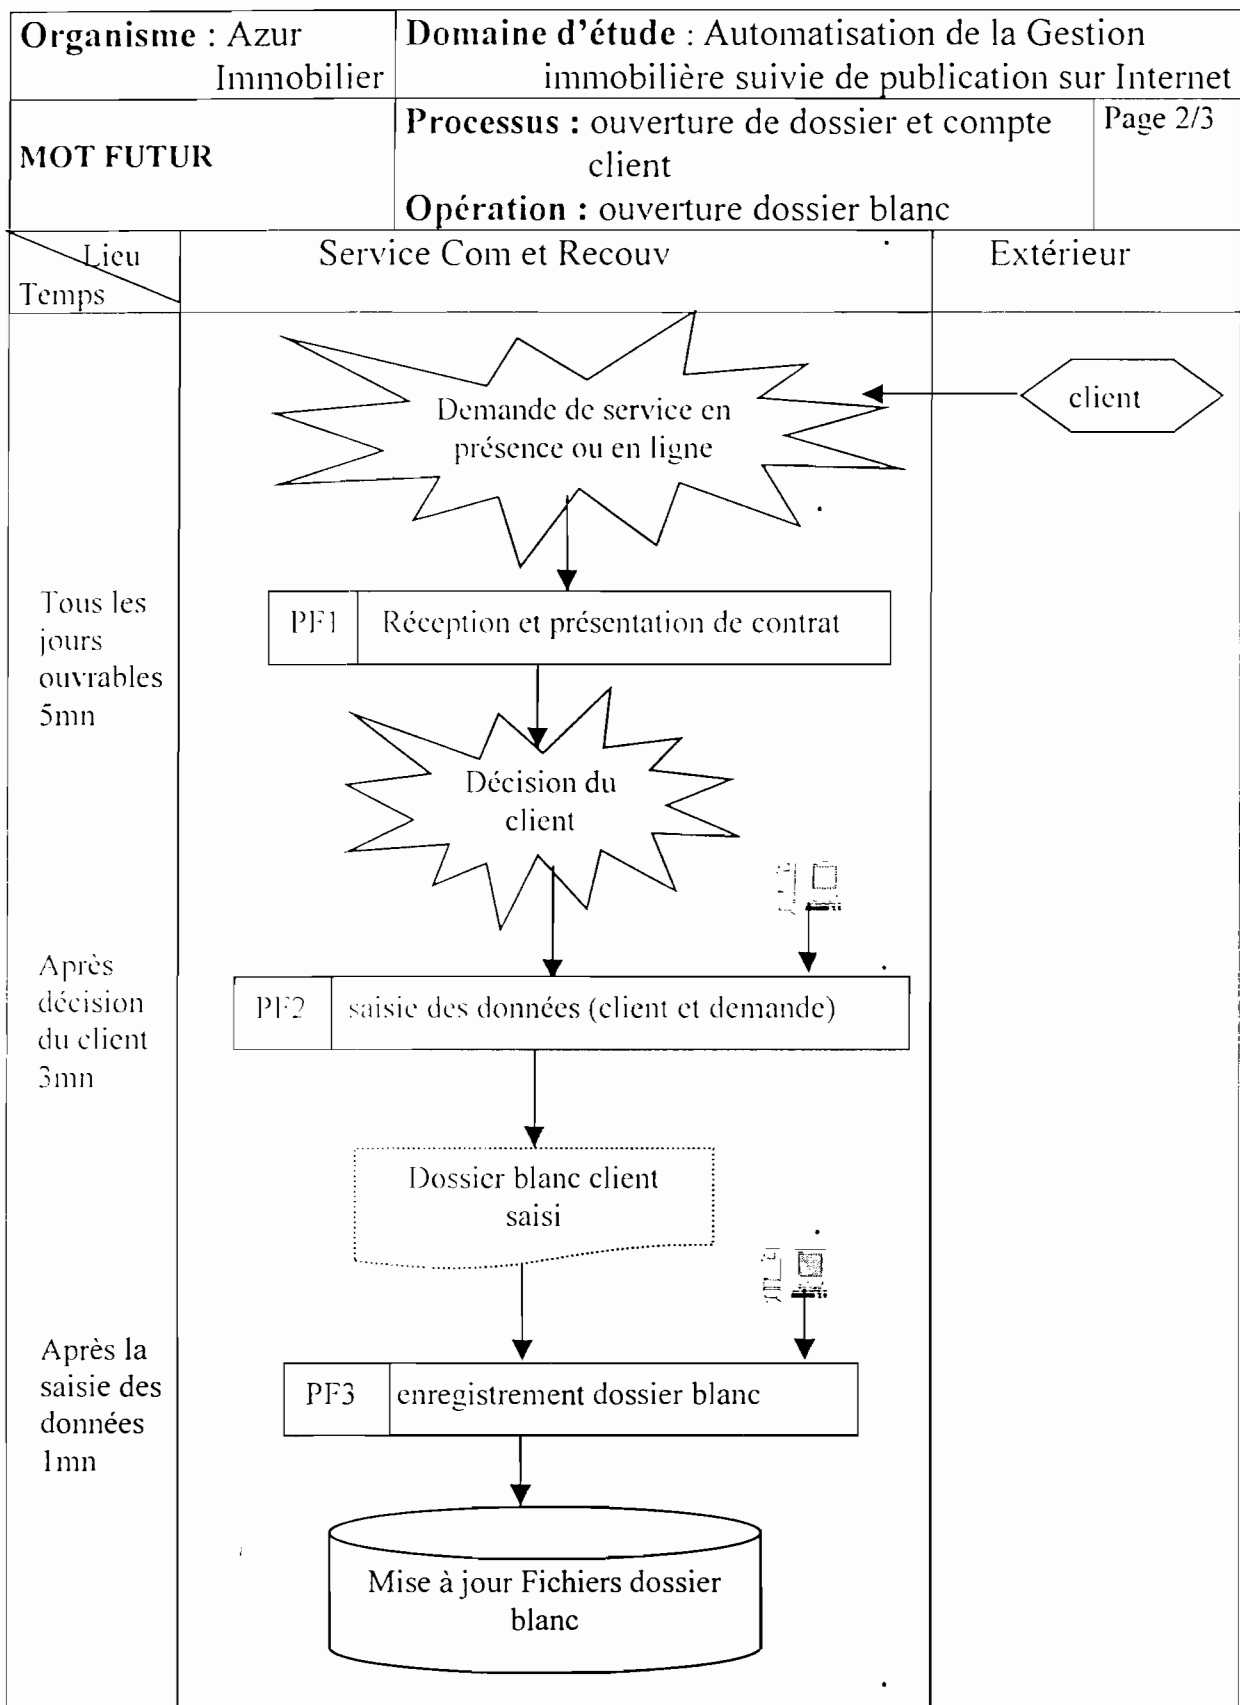 Organisme : Azur
Immobilier
Domaine d'étude : Automatisation de la Gestion
immobilière suivie de publication sur Internet
MOT FUTUR
Processus : ouverture de dossier et compte
client
Opération : ouverture dossier blanc
Page 2/3
Lieu
Temps
Service Com et Recouv
Extérieur
Demande de service en
présence ou en ligne
client
Tous les
jours
ouvrables
5mn
PF1
Réception et présentation de contrat
Décision du
client
Après
décision
du client
3mn
PF2
saisie des données (client et demande)
Dossier blanc client
saisi
Après la
saisie des
données
1mn
PF3
enregistrement dossier blanc
Mise à jour Fichiers dossier
blanc